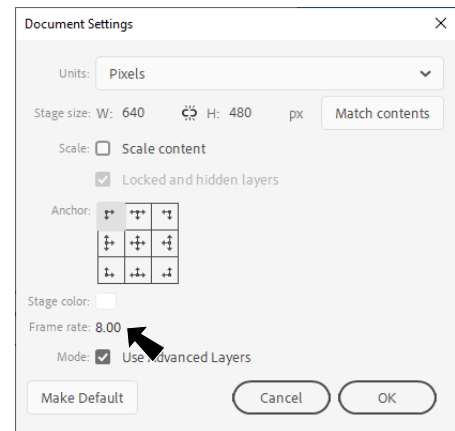 Document Settings
Units: Pixels
Stage size: W: 640 H: 480 px Match contents
Scale: Scale content
Locked and hidden layers
Anchor:
Stage color:
Frame rate: 8.00
Mode: Use Advanced Layers
Make Default Cancel OK